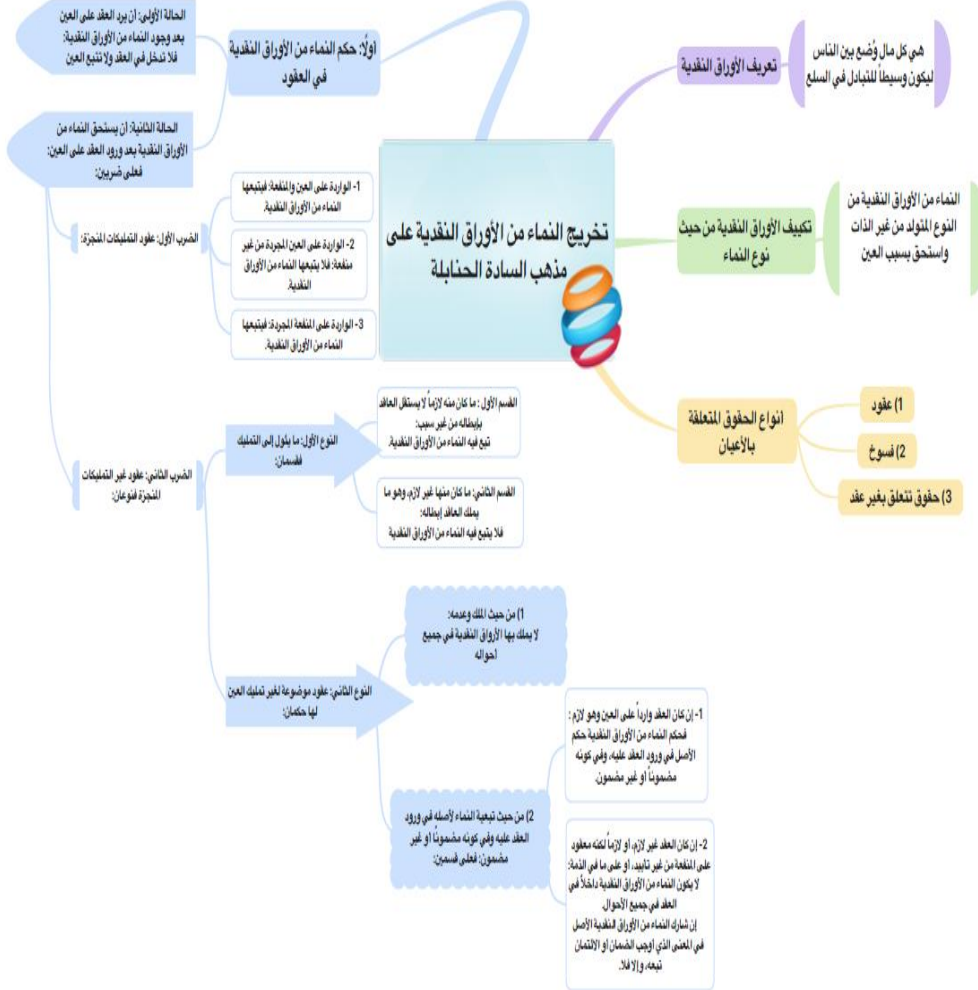 تخريج النماء من الأوراق النقدية على
مذهب السادة الحنابلة
تعريف الأوراق النقدية
هي كل مال وُضع بين الناس
ليكون وسيطاً للتبادل في السلع
تكييف الأوراق النقدية من حيث
نوع النماء
النماء من الأوراق النقدية من
النوع المتولد من غير الذات
واستحق بسبب العين
انواع الحقوق المتعلقة
بالأعيان
1) عقود
2) فسوخ
3) حقوق تتعلق بغير عقد
اولًا: حكم النماء من الأوراق النقدية
في العقود
الحالة الأولى: أن يرد العقد على العين
بعد وجود النماء من الأوراق النقدية:
فلا تدخل في العقد ولا تتبع العين
الحالة الثانية: أن يستحق النماء من
الأوراق النقدية بعد ورود العقد على العين:
فعلى ضربين:
الضرب الأول: عقود التمليكات المنجزة:
1- الواردة على العين والمنفعة: فيتبعها
النماء من الأوراق النقدية.
2- الواردة على العين المجردة من غير
منفعة: فلا يتبعها النماء من الأوراق
النقدية.
3- الواردة على المنفعة المجردة: فيتبعها
النماء من الأوراق النقدية.
الضرب الثاني: عقود غير التمليكات
المنجزة فنوعان:
النوع الأول: ما يئول إلى التمليك
فقسمان:
القسم الأول : ما كان منه لازماً لا يستقل العاقد
بإبطاله من غير سبب:
تبع فيه النماء من الأوراق النقدية.
القسم الثاني: ما كان منها غير لازم، وهو ما
يملك العاقد إبطاله:
فلا يتبع فيه النماء من الأوراق النقدية
النوع الثاني: عقود موضوعة لغير تمليك العين
لها حكمان:
1) من حيث الملك وعدمه:
لا يملك بها الأرواق النقدية في جميع
احواله
2) من حيث تبعية النماء لأصله في ورود
العقد عليه وفي كونه مضمونًا او غير
مضمون: فعلى قسمين:
1- إن كان العقد وارداً على العين وهو لازم :
فحكم النماء من الأوراق النقدية حكم
الأصل في ورود العقد عليه، وفي كونه
مضموناً او غير مضمون.
2- إن كان العقد غير لازم، او لازماً لكنه معقود
على المنفعة من غير تأبيد، او على ما في الذمة:
لا يكون النماء من الأوراق النقدية داخلاً في
العقد في جميع الأحوال.
إن شارك النماء من الأوراق النقدية الأصل
في المعنى الذي اوجب الضمان او الائتمان
تبعه، وإلا فلا.